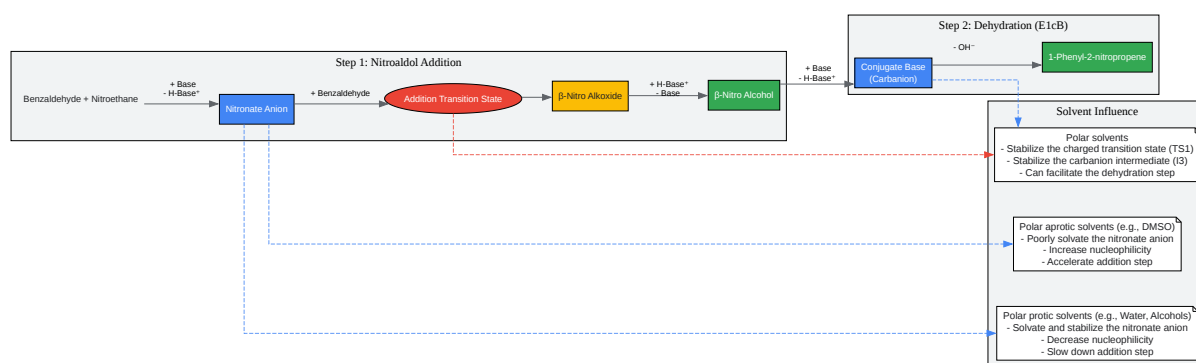 Step 2: Dehydration (E1cB)
- OH⁻
1-Phenyl-2-nitropropene
Conjugate Base
(Carbanion)
Step 1: Nitroaldol Addition
Benzaldehyde + Nitroethane
+ Base
- H-Base⁺
Nitronate Anion
+ Benzaldehyde
Addition Transition State
β-Nitro Alkoxide
+ H-Base⁺
- Base
β-Nitro Alcohol
+ Base
- H-Base⁺
Solvent Influence
Polar solvents
- Stabilize the charged transition state (TS1)
- Stabilize the carbanion intermediate (I3)
- Can facilitate the dehydration step
Polar aprotic solvents (e.g., DMSO)
- Poorly solvate the nitronate anion
- Increase nucleophilicity
- Accelerate addition step
Polar protic solvents (e.g., Water, Alcohols)
- Solvate and stabilize the nitronate anion
- Decrease nucleophilicity
- Slow down addition step